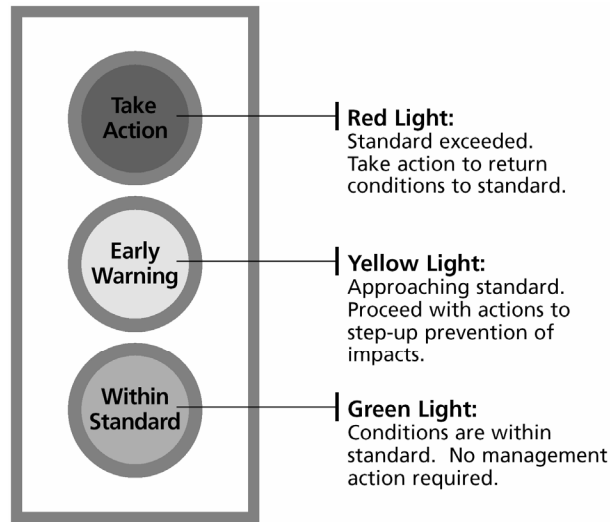 Take
Action
Red Light:
Standard exceeded.
Take action to return
conditions to standard.
Early
Warning
Yellow Light:
Approaching standard.
Proceed with actions to
step-up prevention of
impacts.
Within
Standard
Green Light:
Conditions are within
standard.  No management
action required.